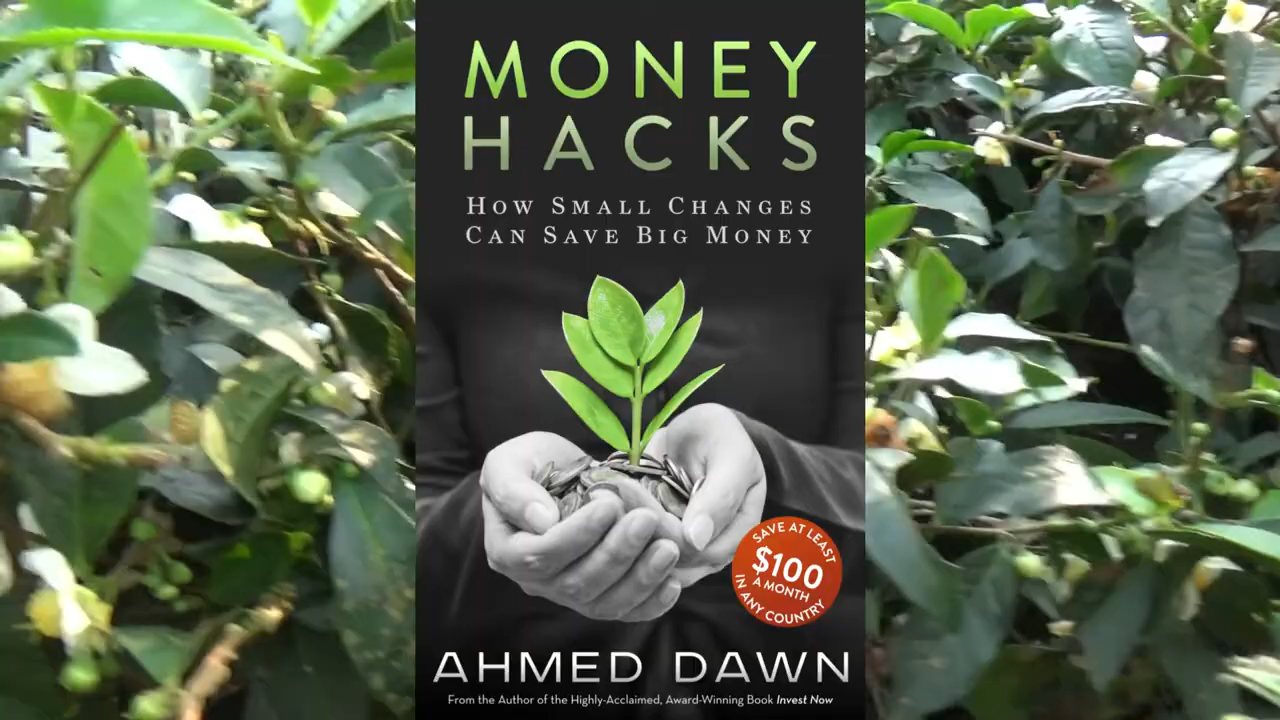 MONEY
HACKS
HOW SMALL CHANGES
CAN SAVE BIG MONEY
SAVE AT LEAST
$100
A MONTH
IN ANY COUNTRY
AHMED DAWN
From the Author of the Highly-Acclaimed, Award-Winning Book Invest Now